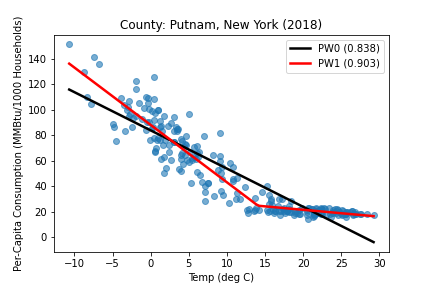 County: Putnam, New York (2018)
PW0 (0.838)
PW1 (0.903)
Per-Capita Consumption (MMBtu/1000 Households)
140
120
100
80
60
40
20
0
−10 −5 0 5 10 15 20 25 30
Temp (deg C)